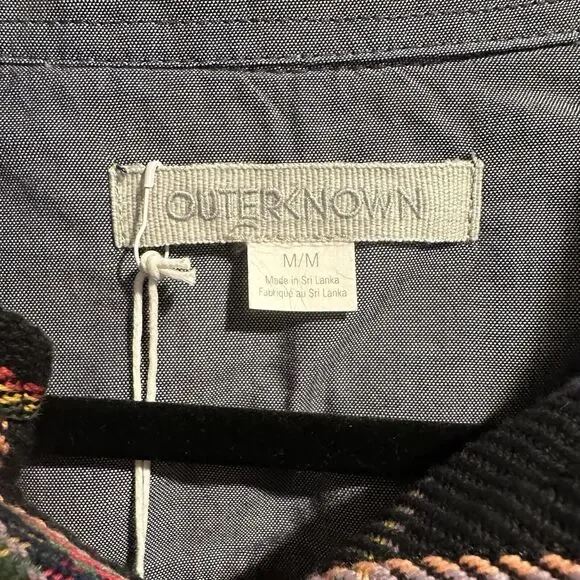 OUTERKNOWN
M/M
Made in Sri Lanka
Fabriqué au Sri Lanka